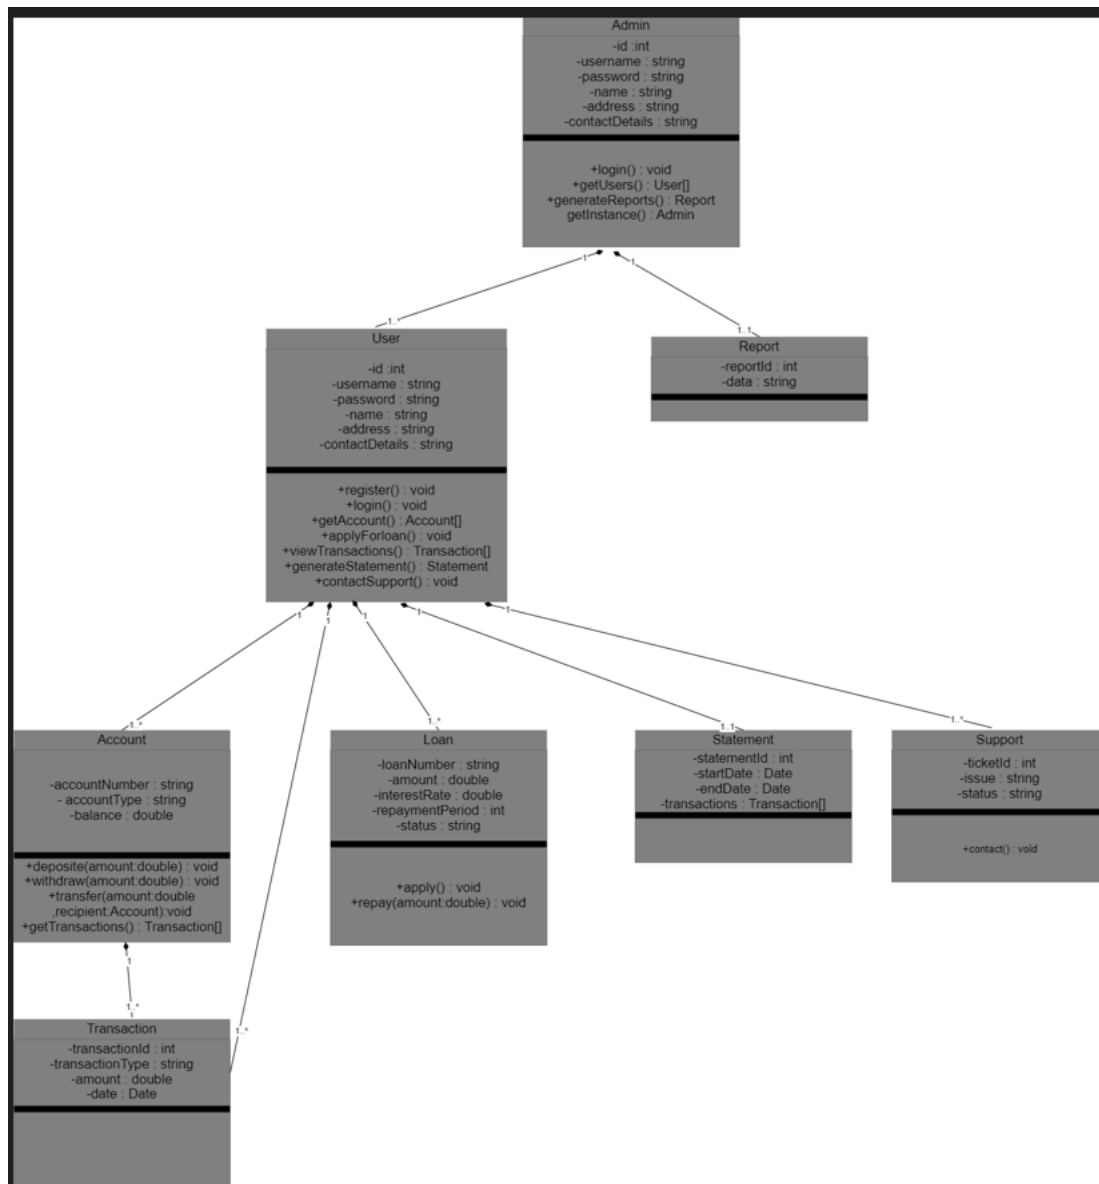 Admin
-id :int
-username : string
-password : string
-name : string
-address : string
-contactDetails : string
+login() : void
+getUsers() : User[]
+generateReports() : Report
getInstance() : Admin
1
1
1..*
1..1
User
-id :int
-username : string
-password : string
-name : string
-address : string
-contactDetails : string
+register() : void
+login() : void
+getAccount() : Account[]
+applyForloan() : void
+viewTransactions() : Transaction[]
+generateStatement() : Statement
+contactSupport() : void
Report
-reportId : int
-data : string
1
1
1
1
1
1..*
1..*
1..1
1..*
Account
-accountNumber : string
- accountType : string
-balance : double
+deposite(amount:double) : void
+withdraw(amount:double) : void
+transfer(amount:double
,recipient:Account):void
+getTransactions() : Transaction[]
Loan
-loanNumber : string
-amount : double
-interestRate : double
-repaymentPeriod : int
-status : string
+apply() : void
+repay(amount:double) : void
Statement
-statementId : int
-startDate : Date
-endDate : Date
-transactions : Transaction[]
Support
-ticketId : int
-issue : string
-status : string
+contact() : void
1
1..*
1..*
Transaction
-transactionId : int
-transactionType : string
-amount : double
-date : Date